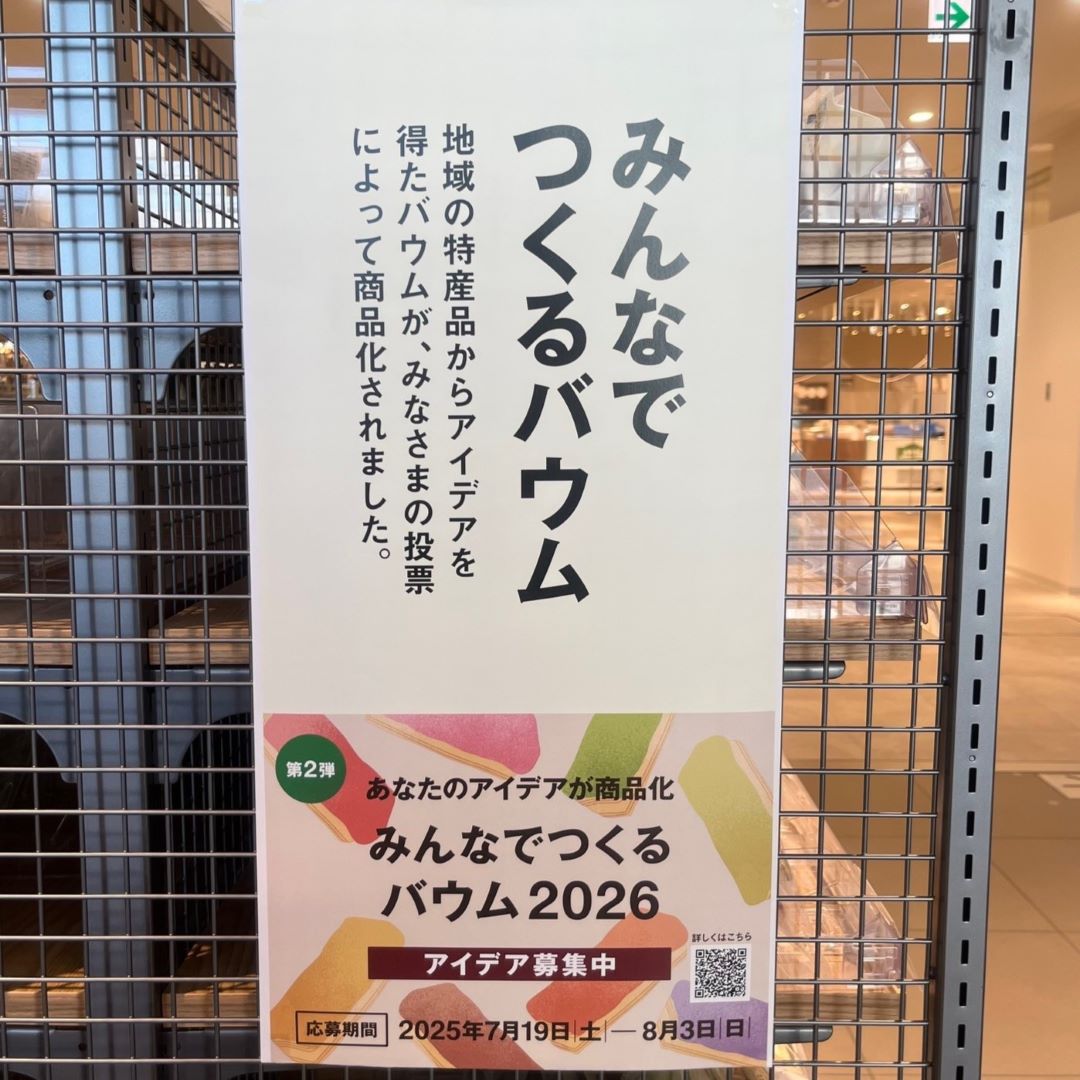 みんなで
つくるバウム
地域の特産品からアイデアを
得たバウムが、みなさまの投票
によって商品化されました。
第2弾
あなたのアイデアが商品化
みんなでつくる
バウム2026
アイデア募集中
詳しくはこちら
応募期間 2025年7月19日|土|—8月3日|日|